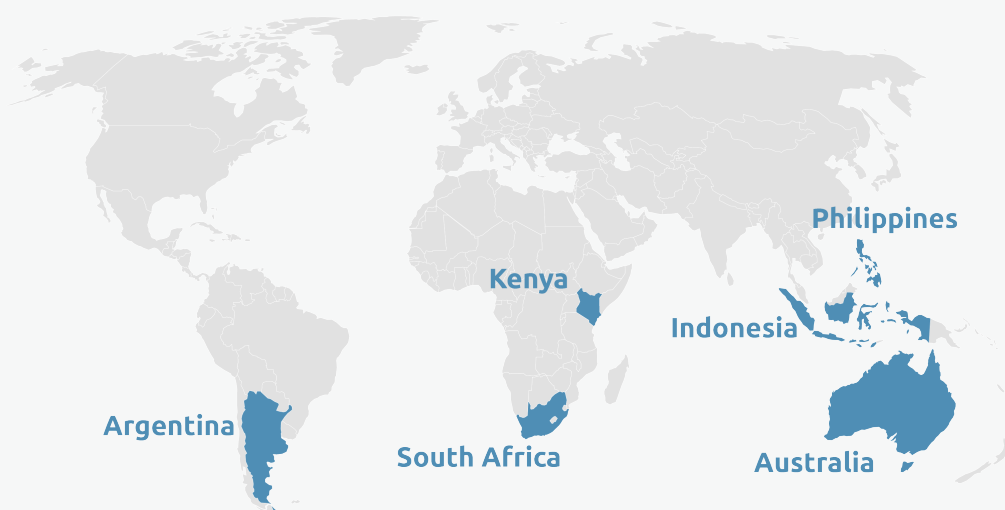 Philippines
Kenya
Indonesia
Argentina
South Africa
Australia